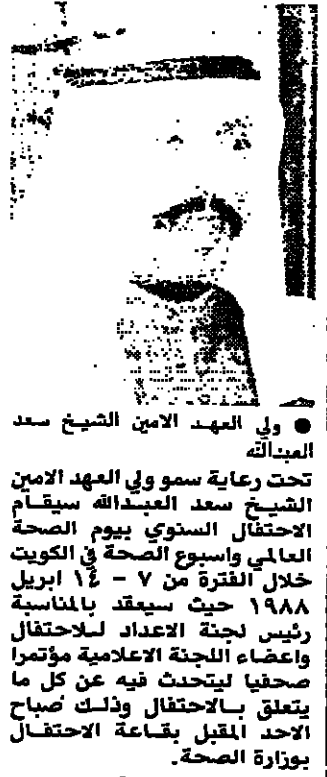 ● ولي العهد الامين الشيخ سعد
العبدالله
تحت رعاية سمو ولي العهد الامين
الشيخ سعد العبدالله سيقام
الاحتفال السنوي بيوم الصحة
العالمي واسبوع الصحة في الكويت
خلال الفترة من ٧ - ١٤ ابريل
١٩٨٨ حيث سيعقد بالمناسبة
رئيس لجنة الاعداد للاحتفال
واعضاء اللجنة الاعلامية مؤتمرا
صحفيا ليتحدث فيه عن كل ما
يتعلق بالاحتفال وذلك صباح
الاحد المقبل بقاعة الاحتفال
بوزارة الصحة.